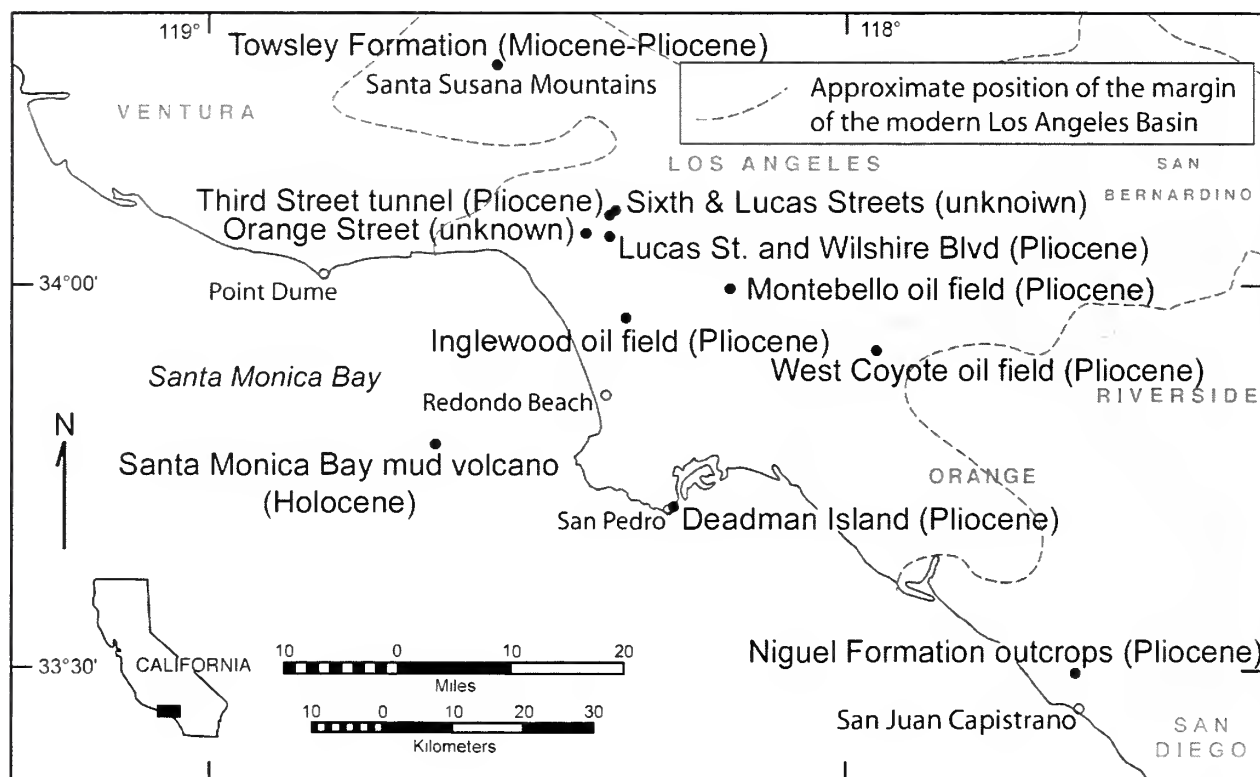 119°
118°
Towsley Formation (Miocene-Pliocene)
Santa Susana Mountains
Approximate position of the margin
of the modern Los Angeles Basin
VENTURA
LOS ANGELES
SAN
BERNARDINO
Third Street tunnel (Pliocene)
Sixth & Lucas Streets (unknoiwn)
Orange Street (unknown)
Lucas St. and Wilshire Blvd (Pliocene)
34°00'
Point Dume
Montebello oil field (Pliocene)
Inglewood oil field (Pliocene)
West Coyote oil field (Pliocene)
Santa Monica Bay
Redondo Beach
RIVERSIDE
N
Santa Monica Bay mud volcano
(Holocene)
ORANGE
San Pedro
Deadman Island (Pliocene)
33°30'
CALIFORNIA
10 0 10 20
Miles
10 0 10 20 30
Kilometers
Niguel Formation outcrops (Pliocene)
San Juan Capistrano
SAN
DIEGO